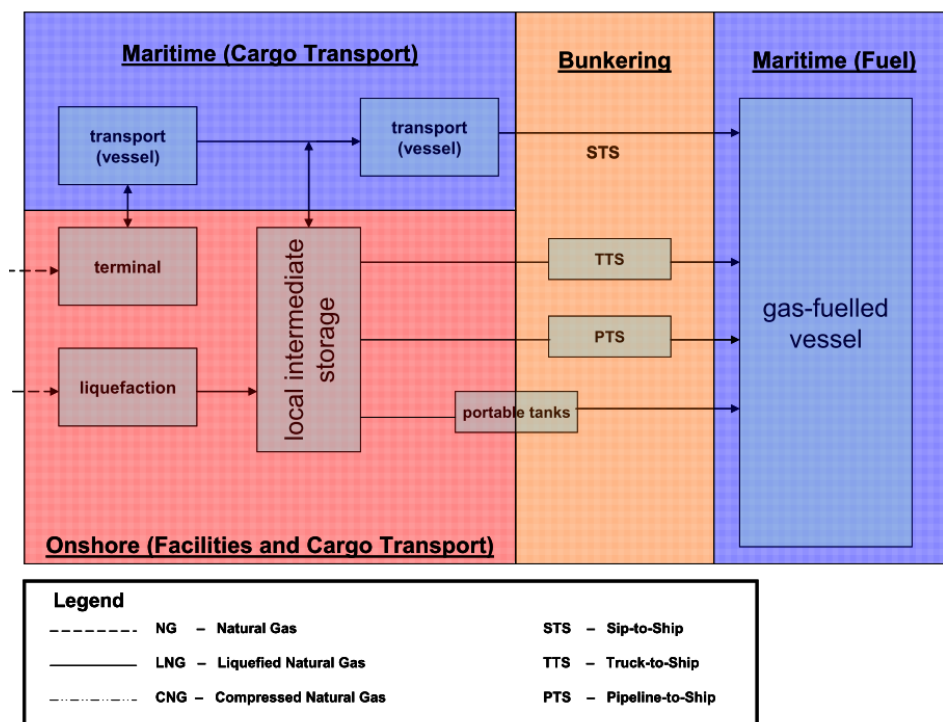 Maritime (Cargo Transport)
Bunkering
Maritime (Fuel)
transport
(vessel)
transport
(vessel)
STS
terminal
local intermediate
storage
TTS
gas-fuelled
vessel
PTS
liquefaction
portable tanks
Onshore (Facilities and Cargo Transport)
Legend
NG – Natural Gas
STS – Sip-to-Ship
LNG – Liquefied Natural Gas
TTS – Truck-to-Ship
CNG – Compressed Natural Gas
PTS – Pipeline-to-Ship